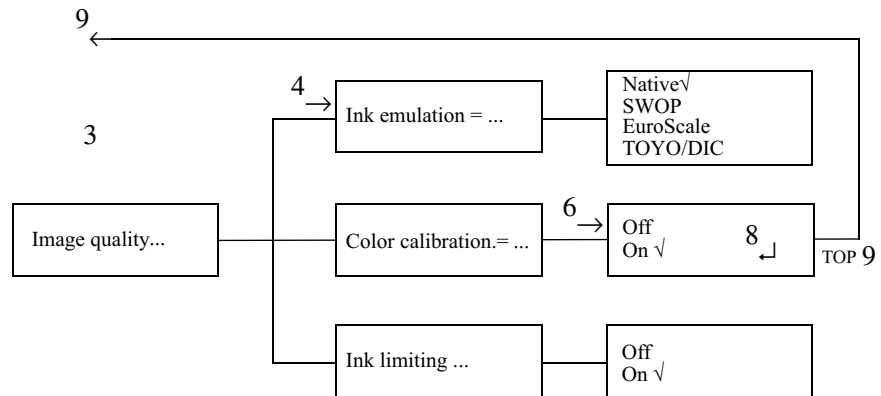 9
4
Ink emulation = ...
Native√
SWOP
EuroScale
TOYO/DIC
3
Image quality...
Color calibration.= ...
6
Off
On √
8
TOP 9
Ink limiting ...
Off
On √